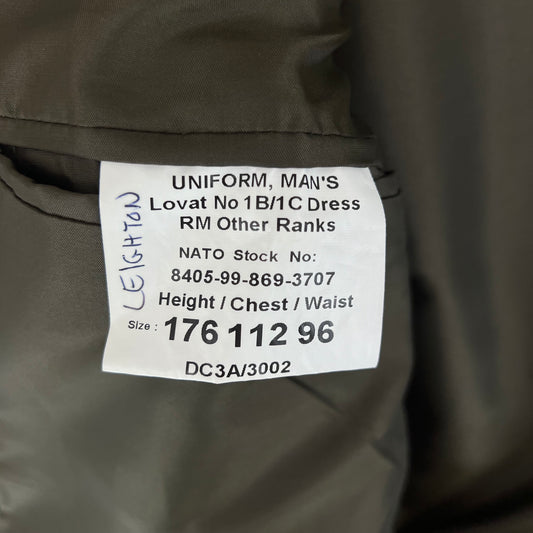 UNIFORM, MAN'S
Lovat No 1B/1C Dress
RM Other Ranks
NATO Stock No:
8405-99-869-3707
Height / Chest / Waist
Size : 176 112 96
DC3A/3002
LEIGHTON